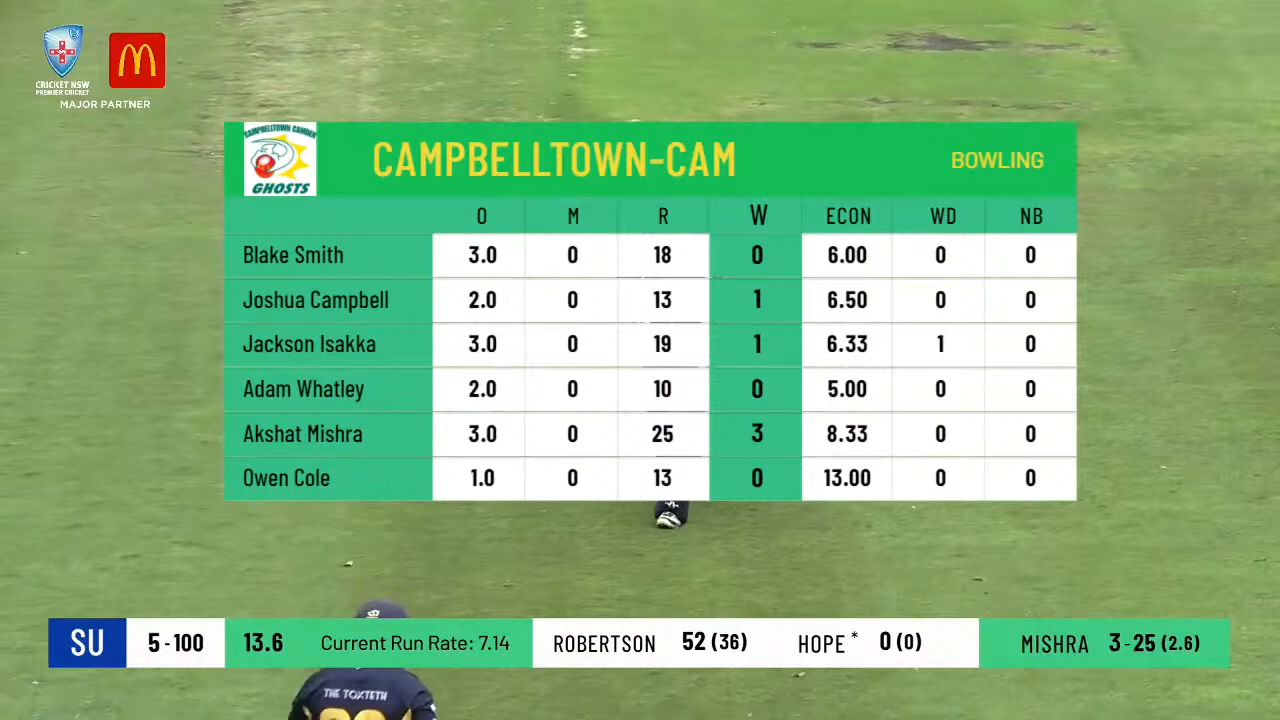 CRICKET NSW
PREMIER CRICKET
MAJOR PARTNER
CAMPBELLTOWN CAMDEN
GHOSTS
CAMPBELLTOWN-CAM BOWLING
O M R W ECON WD NB
Blake Smith 3.0 0 18 0 6.00 0 0
Joshua Campbell 2.0 0 13 1 6.50 0 0
Jackson Isakka 3.0 0 19 1 6.33 1 0
Adam Whatley 2.0 0 10 0 5.00 0 0
Akshat Mishra 3.0 0 25 3 8.33 0 0
Owen Cole 1.0 0 13 0 13.00 0 0
SU 5-100 13.6 Current Run Rate: 7.14 ROBERTSON 52 (36) HOPE* 0 (0) MISHRA 3-25 (2.6)
THE TOXTETH